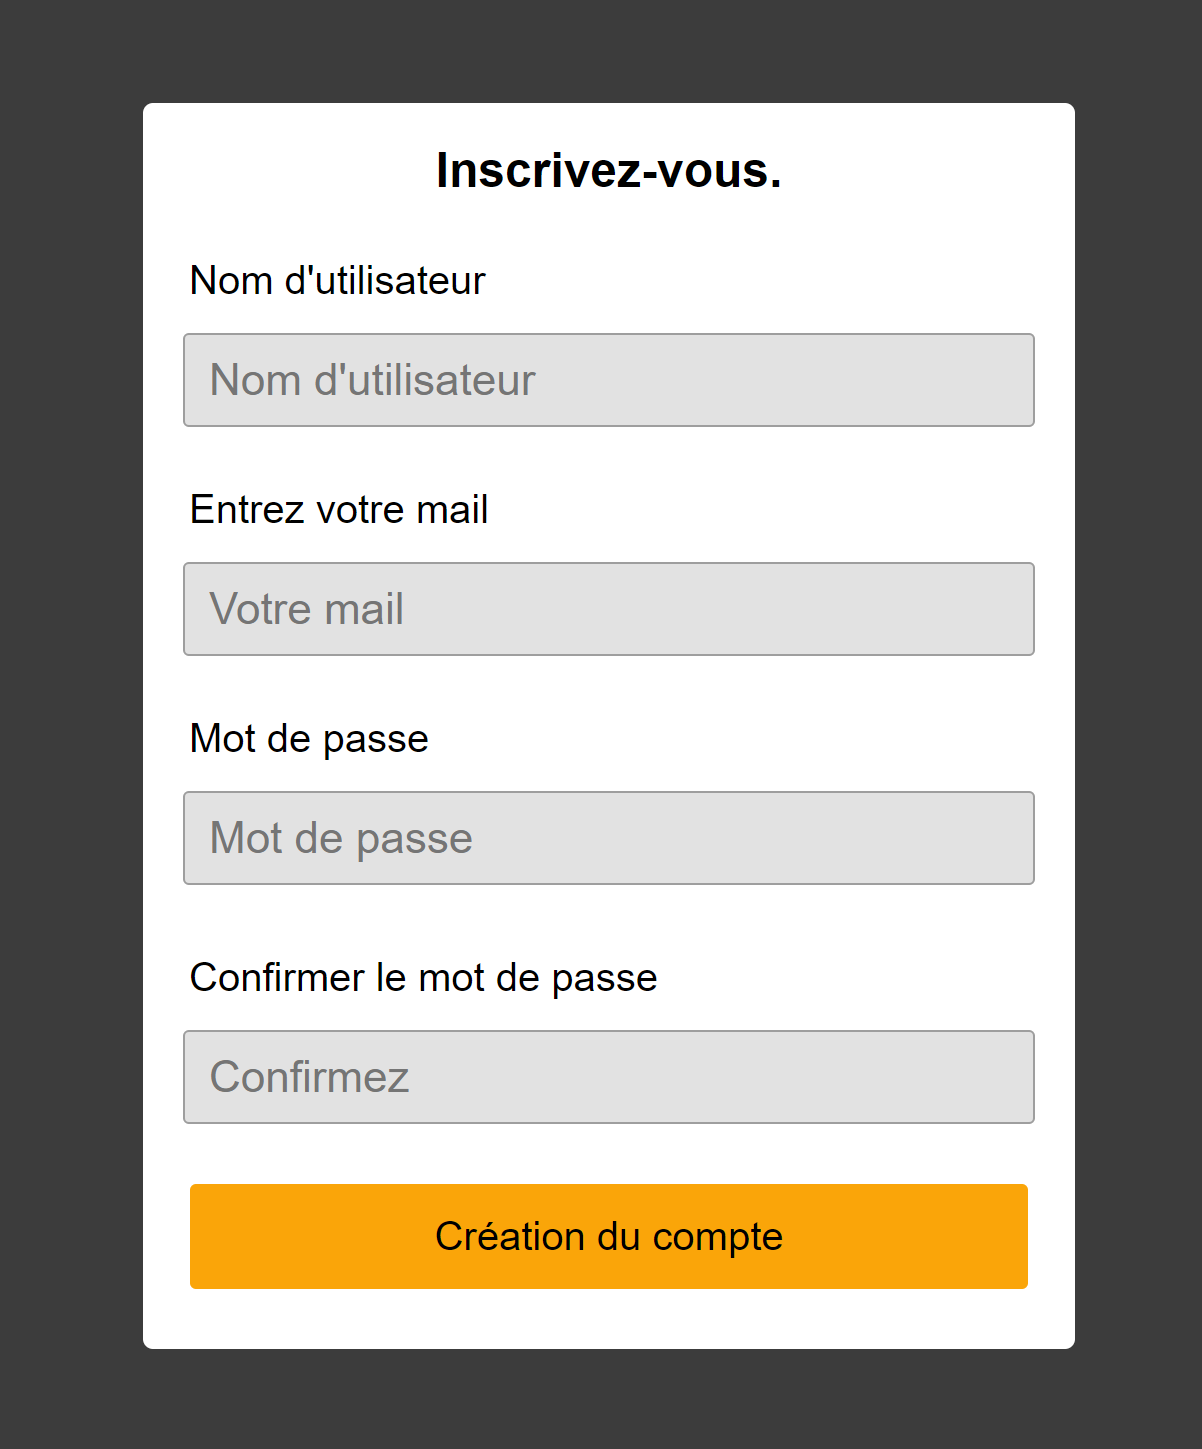 Inscrivez-vous.
Nom d'utilisateur
Nom d'utilisateur
Entrez votre mail
Votre mail
Mot de passe
Mot de passe
Confirmer le mot de passe
Confirmez
Création du compte